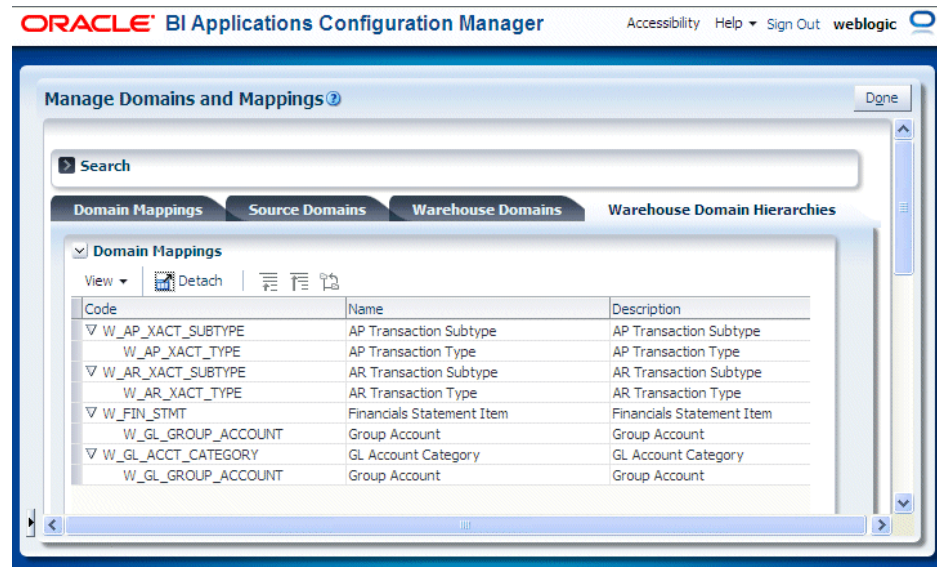 ORACLE BI Applications Configuration Manager Accessibility Help Sign Out weblogic
Manage Domains and Mappings Done
Search
Domain Mappings Source Domains Warehouse Domains Warehouse Domain Hierarchies
Domain Mappings
View Detach
Code Name Description
W_AP_XACT_SUBTYPE AP Transaction Subtype AP Transaction Subtype
W_AP_XACT_TYPE AP Transaction Type AP Transaction Type
W_AR_XACT_SUBTYPE AR Transaction Subtype AR Transaction Subtype
W_AR_XACT_TYPE AR Transaction Type AR Transaction Type
W_FIN_STMT Financials Statement Item Financials Statement Item
W_GL_GROUP_ACCOUNT Group Account Group Account
W_GL_ACCT_CATEGORY GL Account Category GL Account Category
W_GL_GROUP_ACCOUNT Group Account Group Account